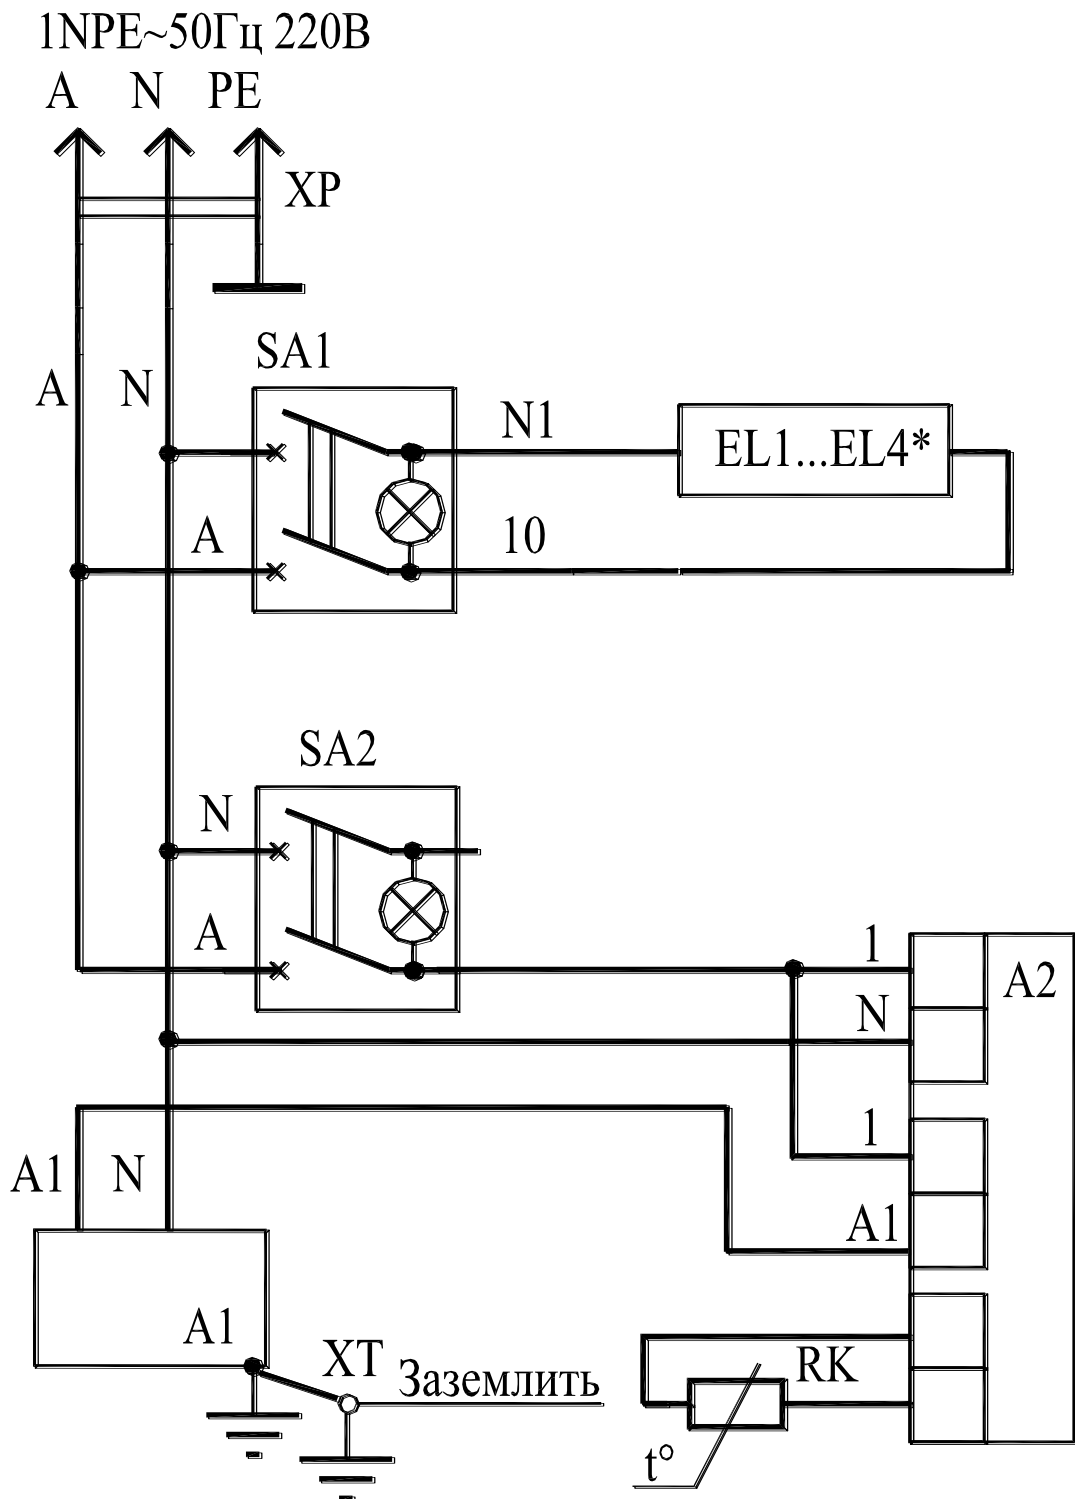 1NPE~50Гц 220В
A N PE
XP
SA1
A N
N1
EL1...EL4*
A
10
SA2
N
A
1
A2
N
1
A1 N
A1
A1
XT
Заземлить
RK
t°